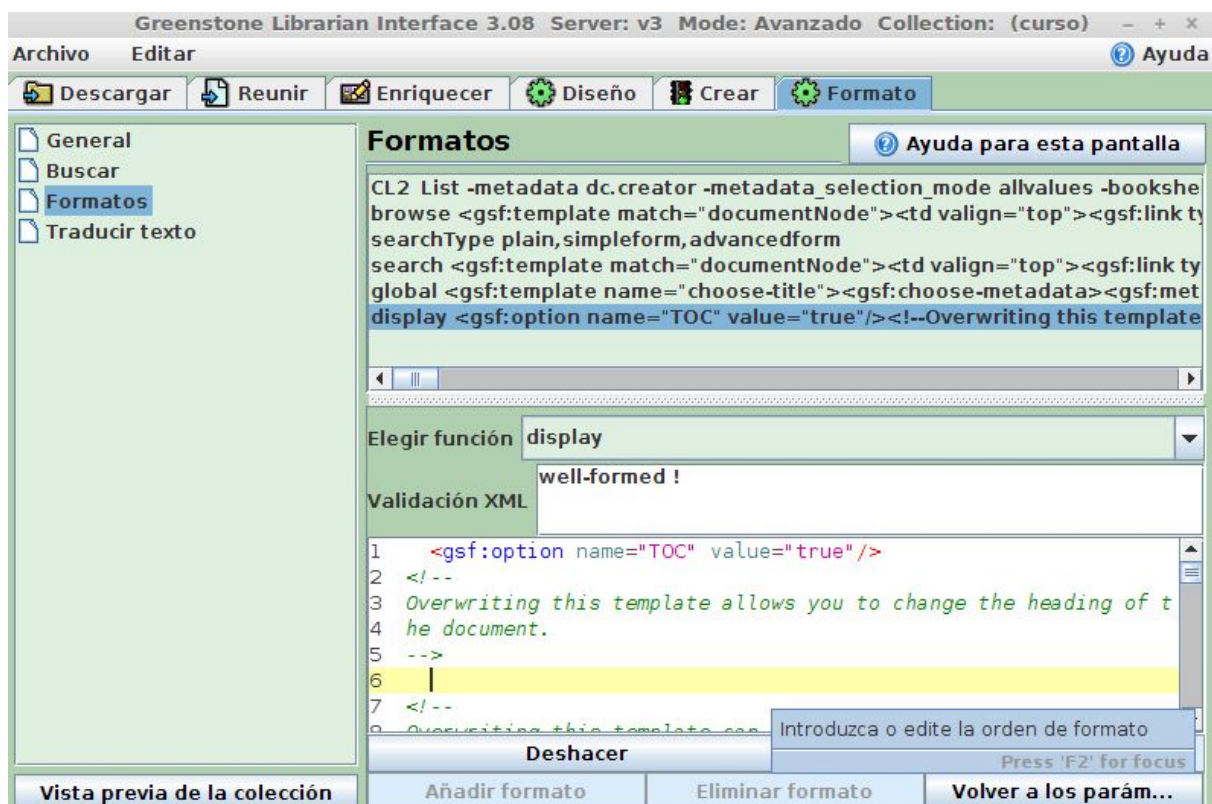 Greenstone Librarian Interface 3.08 Server: v3 Mode: Avanzado Collection: (curso)
Archivo Editar Ayuda
Descargar Reunir Enriquecer Diseño Crear Formato
General
Buscar
Formatos
Traducir texto
Formatos
Ayuda para esta pantalla
CL2 List -metadata dc.creator -metadata_selection_mode allvalues -bookshe
browse <gsf:template match="documentNode"><td valign="top"><gsf:link ty
searchType plain,simpleform,advancedform
search <gsf:template match="documentNode"><td valign="top"><gsf:link ty
global <gsf:template name="choose-title"><gsf:choose-metadata><gsf:met
display <gsf:option name="TOC" value="true"/><!--Overwriting this template
Elegir función display
Validación XML well-formed !
1 <gsf:option name="TOC" value="true"/>
2 <!--
3 Overwriting this template allows you to change the heading of t
4 he document.
5 -->
6
7 <!--
Overwriting this template can
Introduzca o edite la orden de formato
Press 'F2' for focus
Deshacer
Vista previa de la colección
Añadir formato Eliminar formato Volver a los parám...